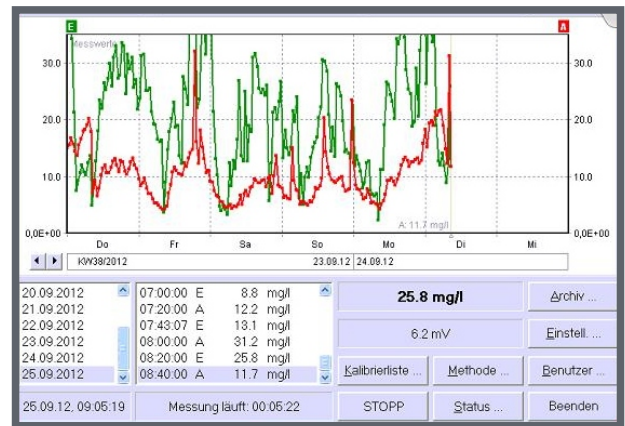 E A
Messwerte
30.0 30.0
20.0 20.0
10.0 10.0
A: 11.7 mg/l
0,0E+00 0,0E+00
Do Fr Sa So Mo Di Mi
KW38/2012 23.09.12 24.09.12
20.09.2012 07:00:00 E 8.8 mg/l
21.09.2012 07:20:00 A 12.2 mg/l
22.09.2012 07:43:07 E 13.1 mg/l
23.09.2012 08:00:00 A 31.2 mg/l
24.09.2012 08:20:00 E 25.8 mg/l
25.09.2012 08:40:00 A 11.7 mg/l
25.8 mg/l Archiv ...
6.2 mV Einstell. ...
Kalibrierliste ... Methode ... Benutzer ...
25.09.12, 09:05:19 Messung läuft: 00:05:22 STOPP Status ... Beenden